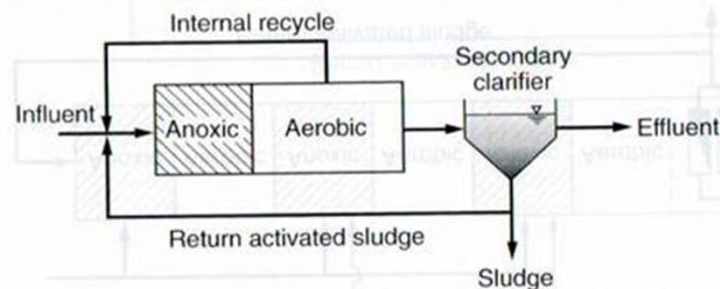 Internal recycle
Secondary
clarifier
Influent
Anoxic
Aerobic
Effluent
Return activated sludge
Sludge